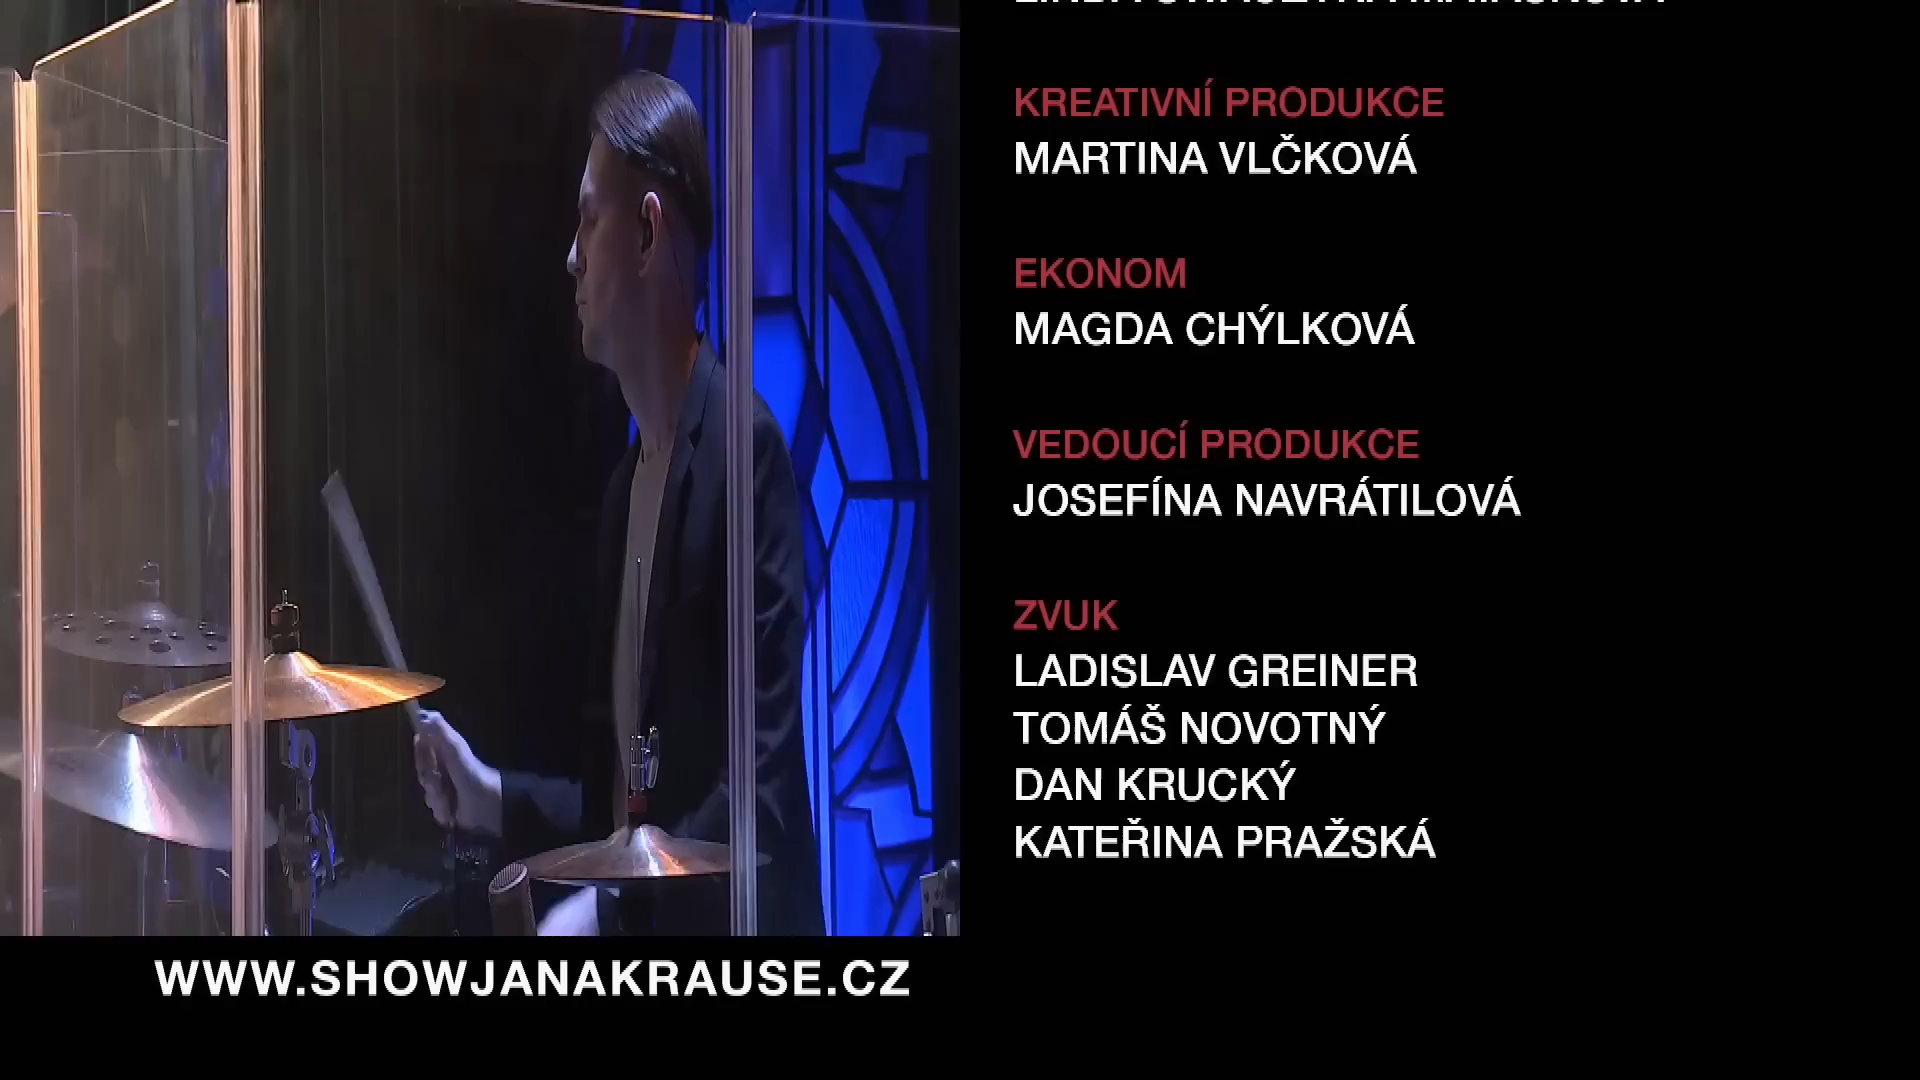 KREATIVNÍ PRODUKCE
MARTINA VLČKOVÁ
EKONOM
MAGDA CHÝLKOVÁ
VEDOUCÍ PRODUKCE
JOSEFÍNA NAVRÁTILOVÁ
ZVUK
LADISLAV GREINER
TOMÁŠ NOVOTNÝ
DAN KRUCKÝ
KATEŘINA PRAŽSKÁ
WWW.SHOWJANAKRAUSE.CZ